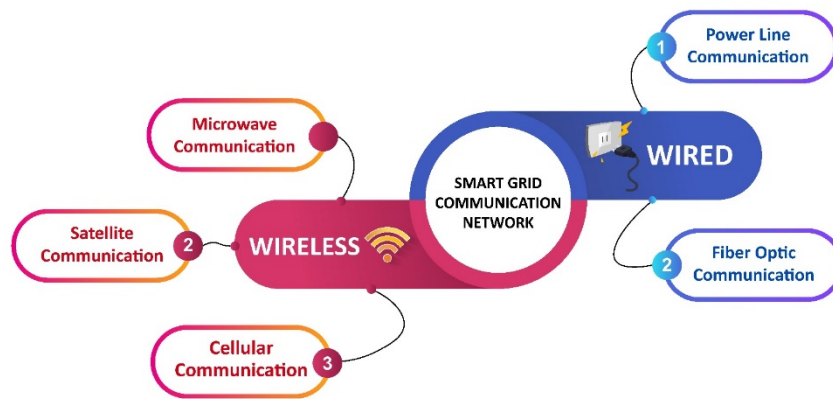 1
Power Line
Communication
Microwave
Communication
WIRED
SMART GRID
COMMUNICATION
NETWORK
2
Satellite
Communication
WIRELESS
2
Fiber Optic
Communication
3
Cellular
Communication